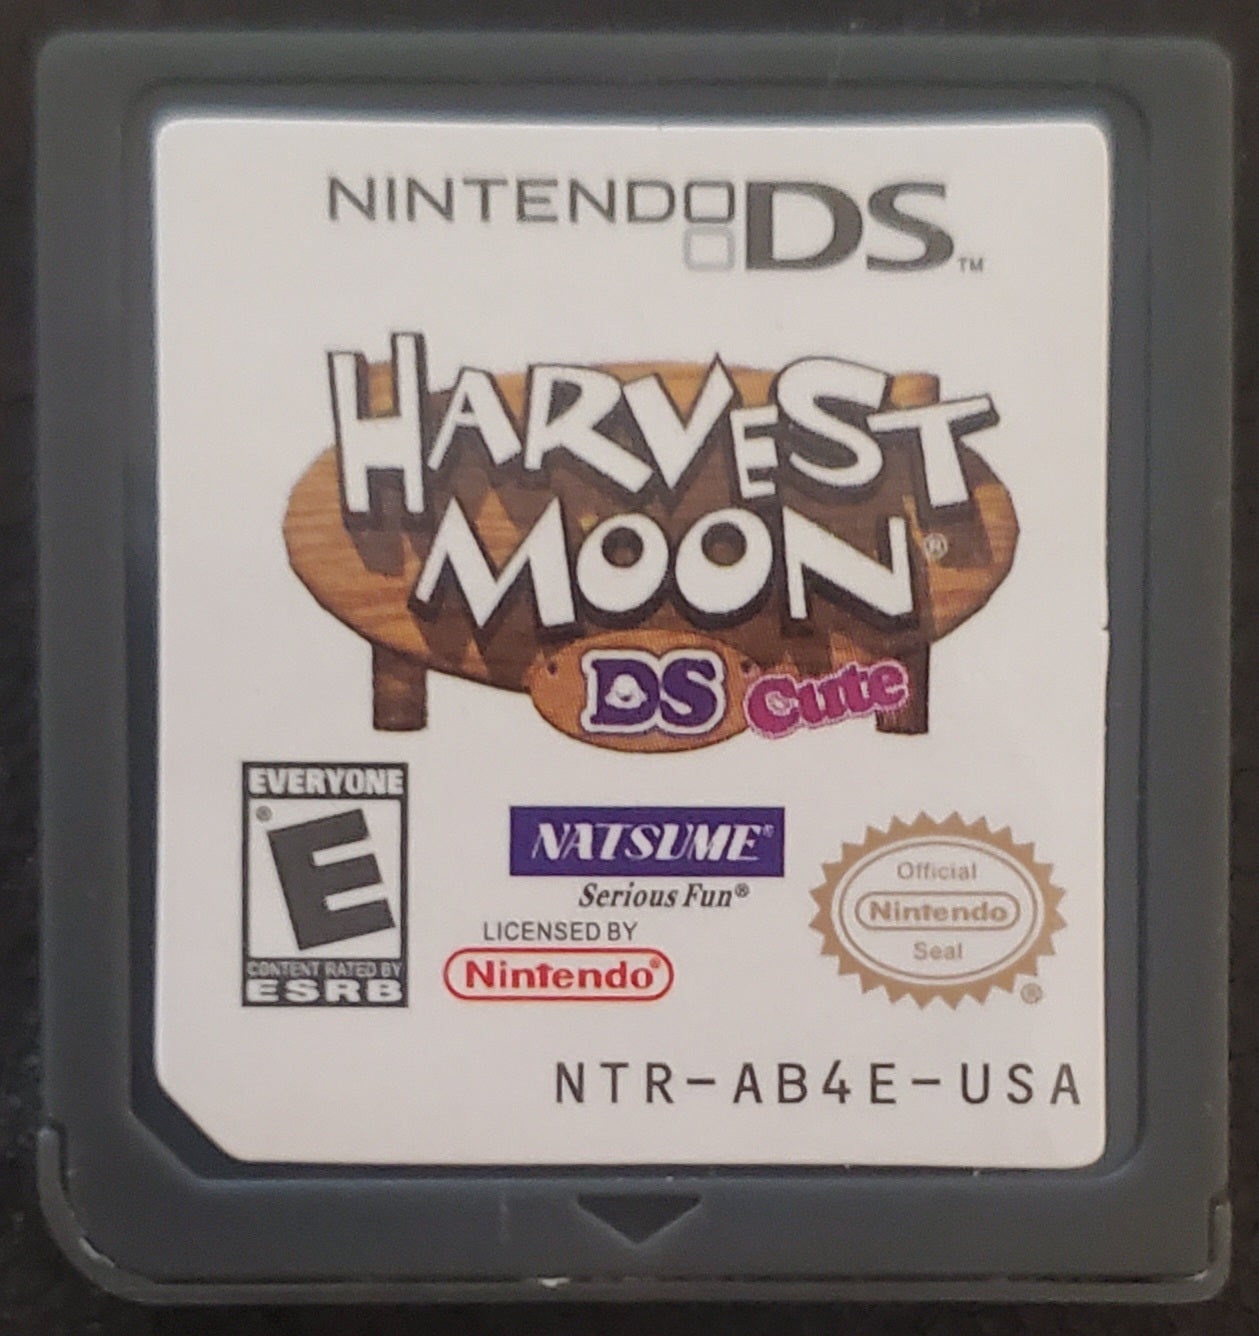 NINTENDO DS™
HARVEST
MOON®
DS Cute
EVERYONE
E®
CONTENT RATED BY
ESRB
NATSUME®
Serious Fun®
LICENSED BY
Nintendo®
Official
Nintendo
Seal
®
NTR-AB4E-USA